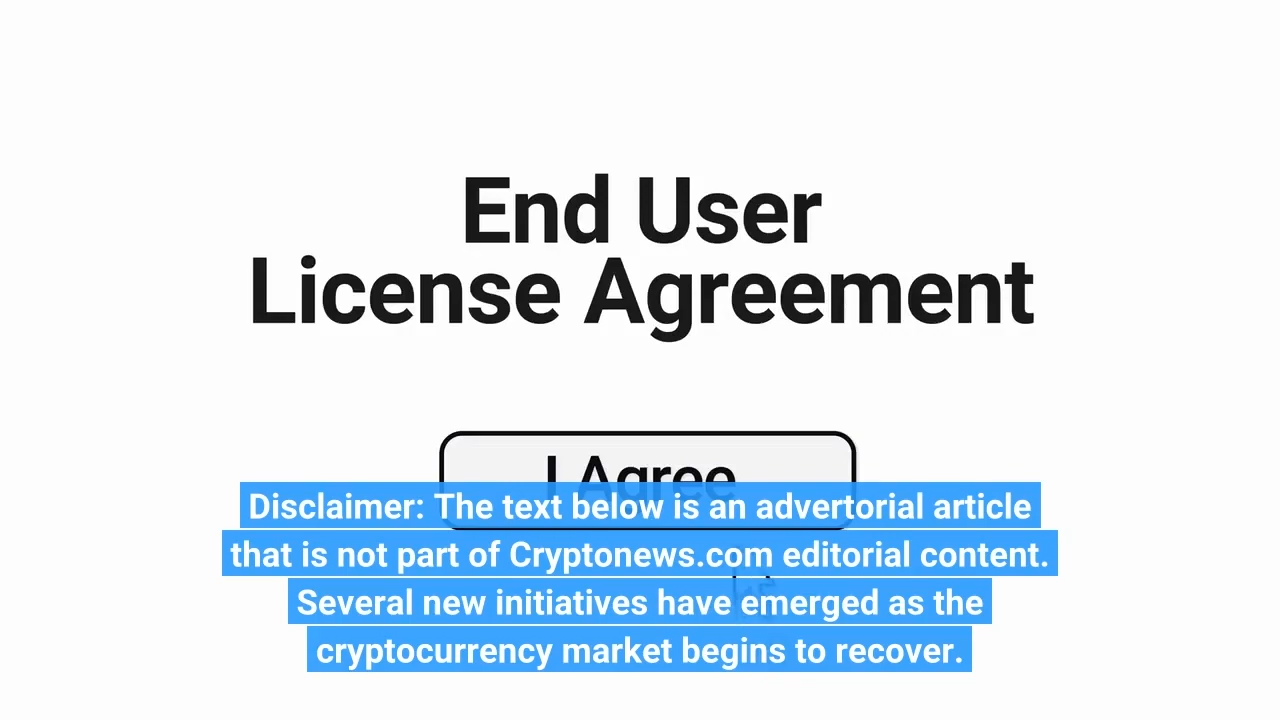 End User
License Agreement
I Agree
Disclaimer: The text below is an advertorial article
that is not part of Cryptonews.com editorial content.
Several new initiatives have emerged as the
cryptocurrency market begins to recover.